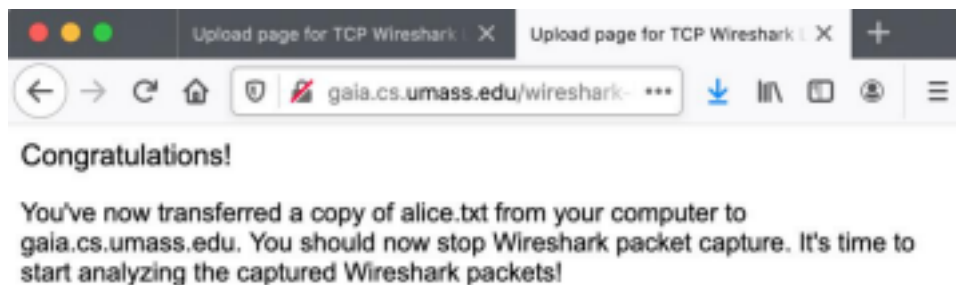 Upload page for TCP Wireshark
Upload page for TCP Wireshark
gaia.cs.umass.edu/wireshark-
Congratulations!
You've now transferred a copy of alice.txt from your computer to
gaia.cs.umass.edu. You should now stop Wireshark packet capture. It's time to
start analyzing the captured Wireshark packets!